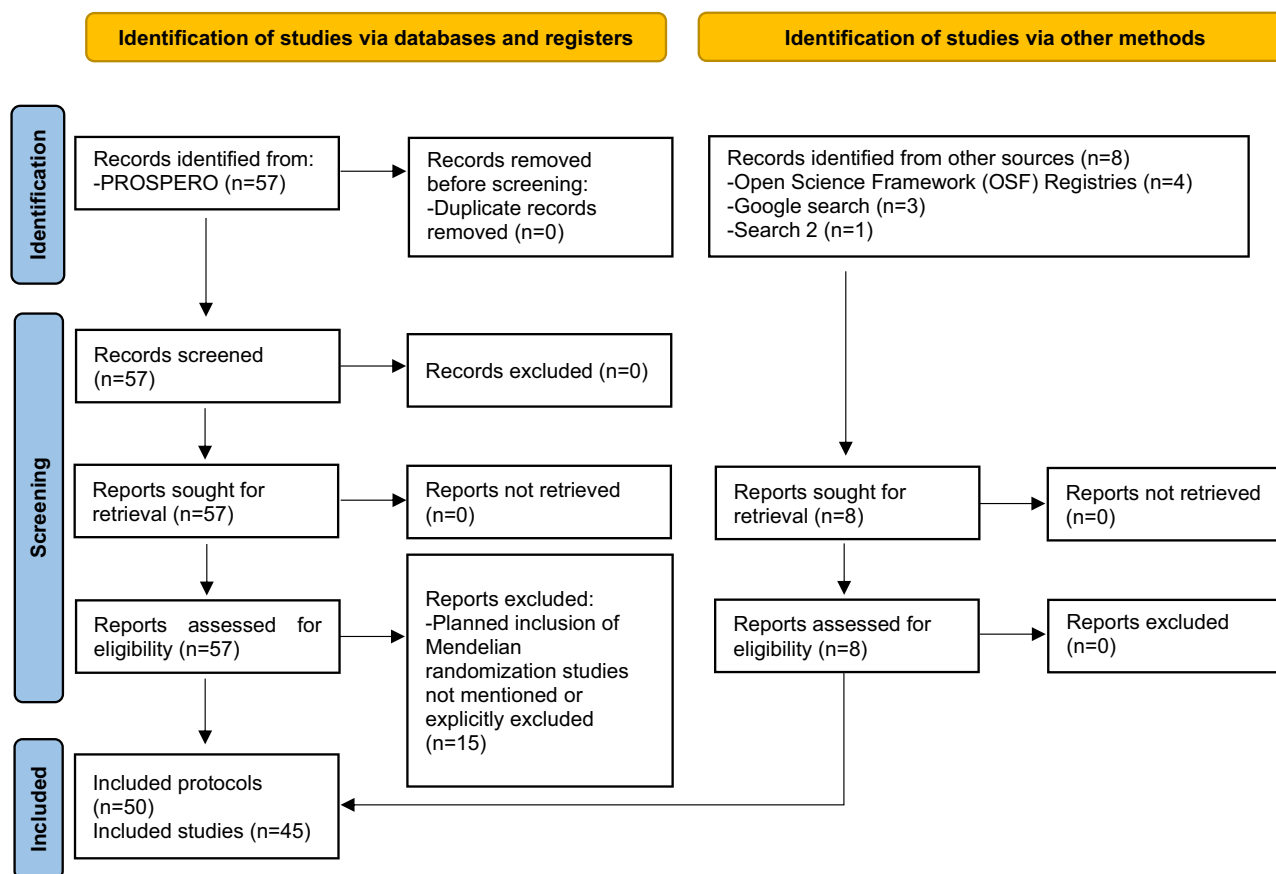 Identification of studies via databases and registers
Identification of studies via other methods
Identification
Records identified from:
-PROSPERO (n=57)
Records removed
before screening:
-Duplicate records
removed (n=0)
Records identified from other sources (n=8)
-Open Science Framework (OSF) Registries (n=4)
-Google search (n=3)
-Search 2 (n=1)
Screening
Records screened
(n=57)
Records excluded (n=0)
Reports sought for
retrieval (n=57)
Reports not retrieved
(n=0)
Reports sought for
retrieval (n=8)
Reports not retrieved
(n=0)
Reports assessed for
eligibility (n=57)
Reports excluded:
-Planned inclusion of
Mendelian
randomization studies
not mentioned or
explicitly excluded
(n=15)
Reports assessed for
eligibility (n=8)
Reports excluded
(n=0)
Included
Included protocols
(n=50)
Included studies (n=45)